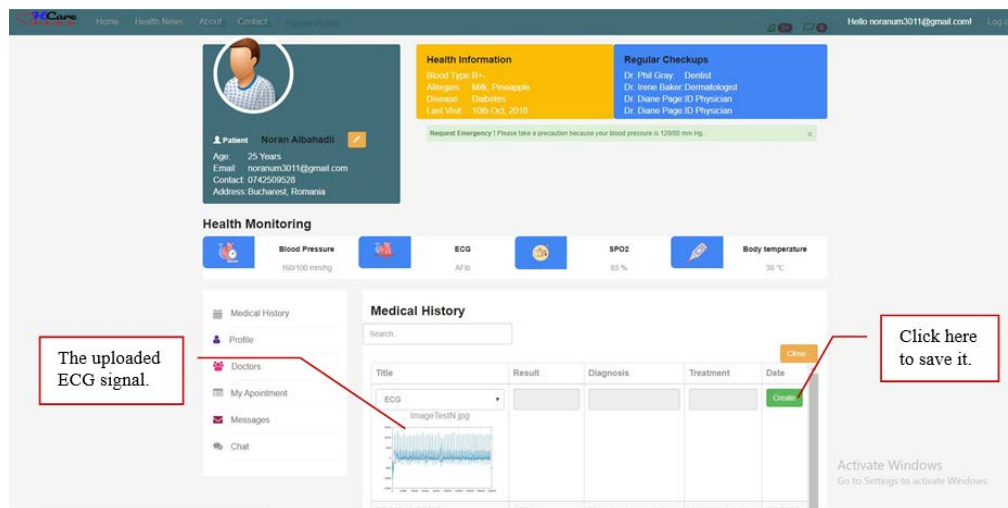 Care
Home Health News About Contact
Hello noranum3011@gmail.com! Log o
Patient Noran Albahadli
Age: 25 Years
Email: noranum3011@gmail.com
Contact: 0742509528
Address: Bucharest, Romania
Health Information
Blood Type: B+-
Allergies Milk, Pineapple
Disease Daibetes
Last Visit 10th Oct, 2018
Regular Checkups
Dr. Phil Gray: Dentist
Dr. Irene Baker: Dermatologist
Dr. Diane Page: ID Physician
Dr. Diane Page: ID Physician
Request Emergency ! Please take a precaution because your blood pressure is 120/80 mm Hg.
Health Monitoring
Blood Pressure
160/100 mm/hg
ECG
AFib
SPO2
83 %
Body temperature
36 °C
Medical History
Profile
Doctors
My Apointment
Messages
Chat
Medical History
Search
Close -
Title Result Diagnosis Treatment Date
ECG
Create
ImageTestN.jpg
The uploaded
ECG signal.
Click here
to save it.
Activate Windows
Go to Settings to activate Windows.